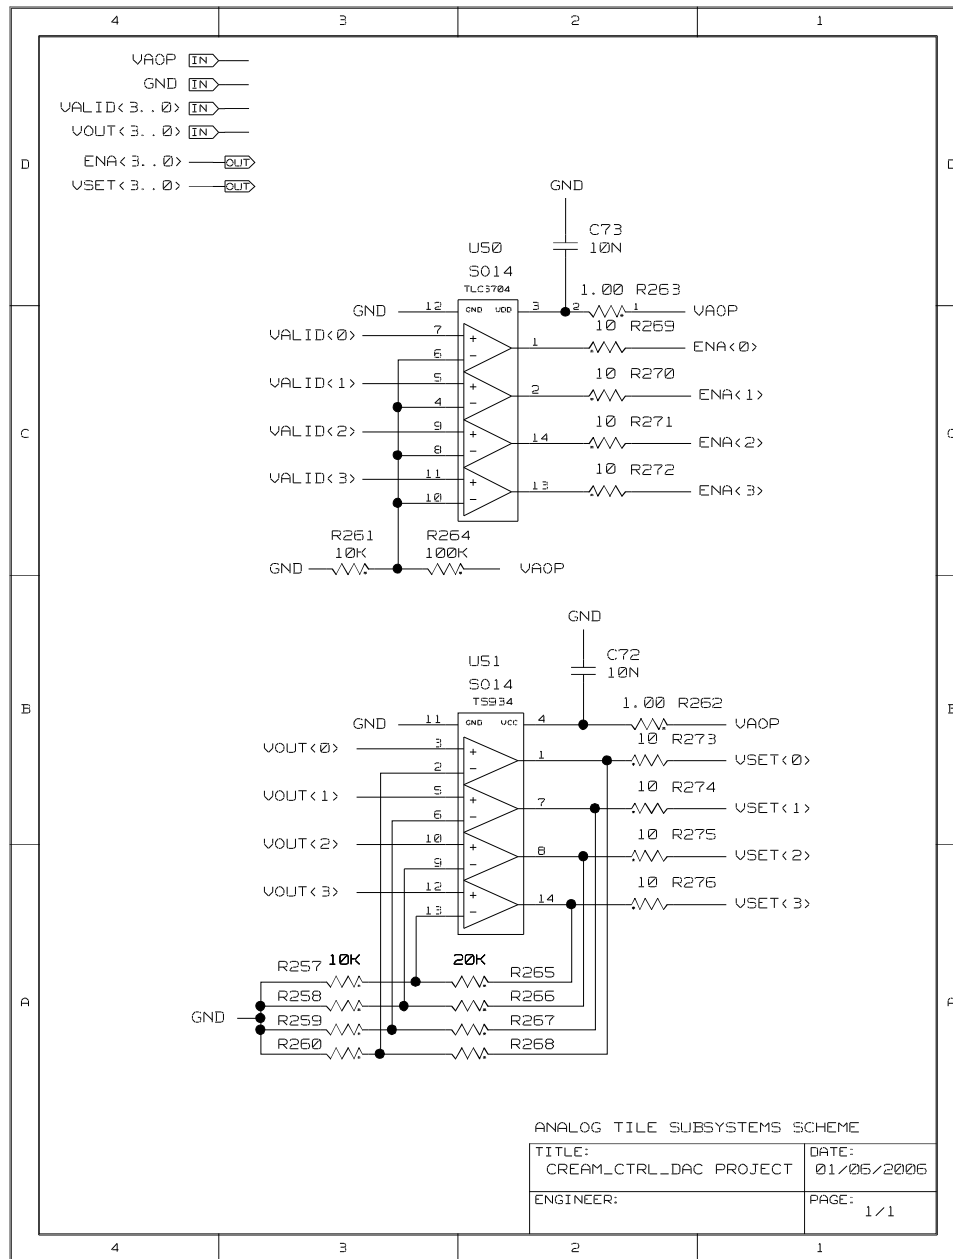 4 3 2 1
VAOP IN
GND IN
VALID<3..0> IN
VOUT<3..0> IN
D ENA<3..0> OUT D
VSET<3..0> OUT
GND
C73
10N
U50
SO14
TLC3704
1.00 R263
GND 12 GND VDD 3 2 1 VAOP
VALID<0> 7 + 10 R269
6 - 1 ENA<0>
VALID<1> 5 + 10 R270
4 - 2 ENA<1>
C VALID<2> 9 + 10 R271 C
8 - 14 ENA<2>
VALID<3> 11 + 10 R272
10 - 13 ENA<3>
R261 R264
10K 100K
GND VAOP
GND
C72
10N
U51
SO14
B TS934 1.00 R262 B
GND 11 GND VCC 4 VAOP
VOUT<0> 3 + 10 R273
2 - 1 VSET<0>
VOUT<1> 5 + 10 R274
6 - 7 VSET<1>
VOUT<2> 10 + 10 R275
9 - 8 VSET<2>
VOUT<3> 12 + 10 R276
13 - 14 VSET<3>
R257 10K 20K R265
A R258 R266 A
GND
R259 R267
R260 R268
ANALOG TILE SUBSYSTEMS SCHEME
TITLE: DATE:
CREAM_CTRL_DAC PROJECT 01/06/2006
ENGINEER: PAGE:
1/1
4 3 2 1